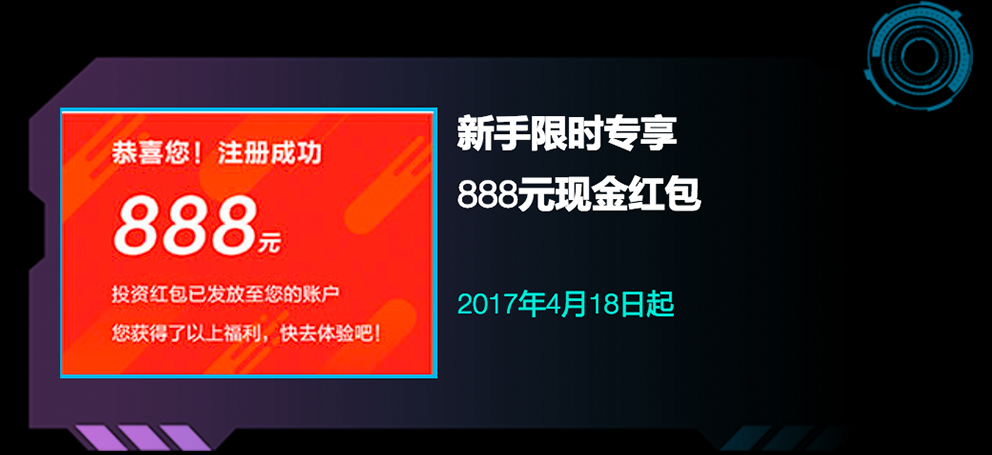 恭喜您！注册成功
888元
投资红包已发放至您的账户
您获得了以上福利，快去体验吧！
新手限时专享
888元现金红包
2017年4月18日起